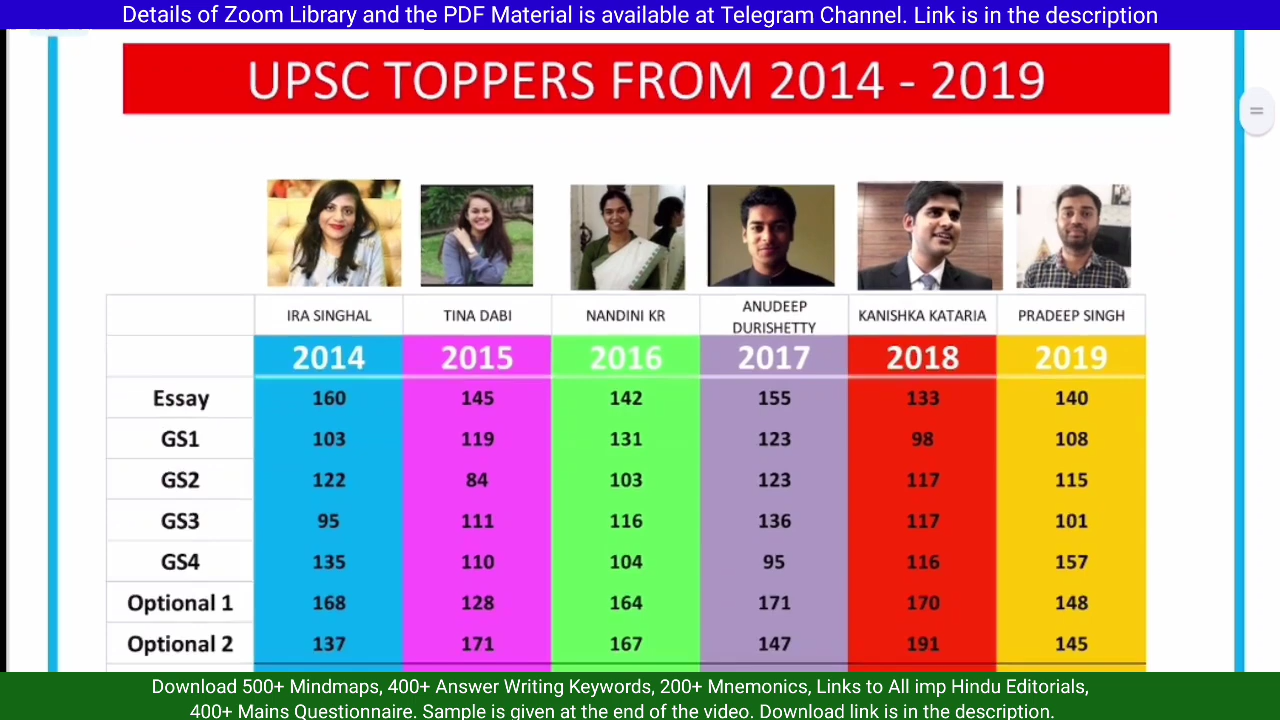 Details of Zoom Library and the PDF Material is available at Telegram Channel. Link is in the description
UPSC TOPPERS FROM 2014 - 2019
IRA SINGHAL TINA DABI NANDINI KR ANUDEEP DURISHETTY KANISHKA KATARIA PRADEEP SINGH
2014 2015 2016 2017 2018 2019
Essay 160 145 142 155 133 140
GS1 103 119 131 123 98 108
GS2 122 84 103 123 117 115
GS3 95 111 116 136 117 101
GS4 135 110 104 95 116 157
Optional 1 168 128 164 171 170 148
Optional 2 137 171 167 147 191 145
Download 500+ Mindmaps, 400+ Answer Writing Keywords, 200+ Mnemonics, Links to All imp Hindu Editorials,
400+ Mains Questionnaire. Sample is given at the end of the video. Download link is in the description.